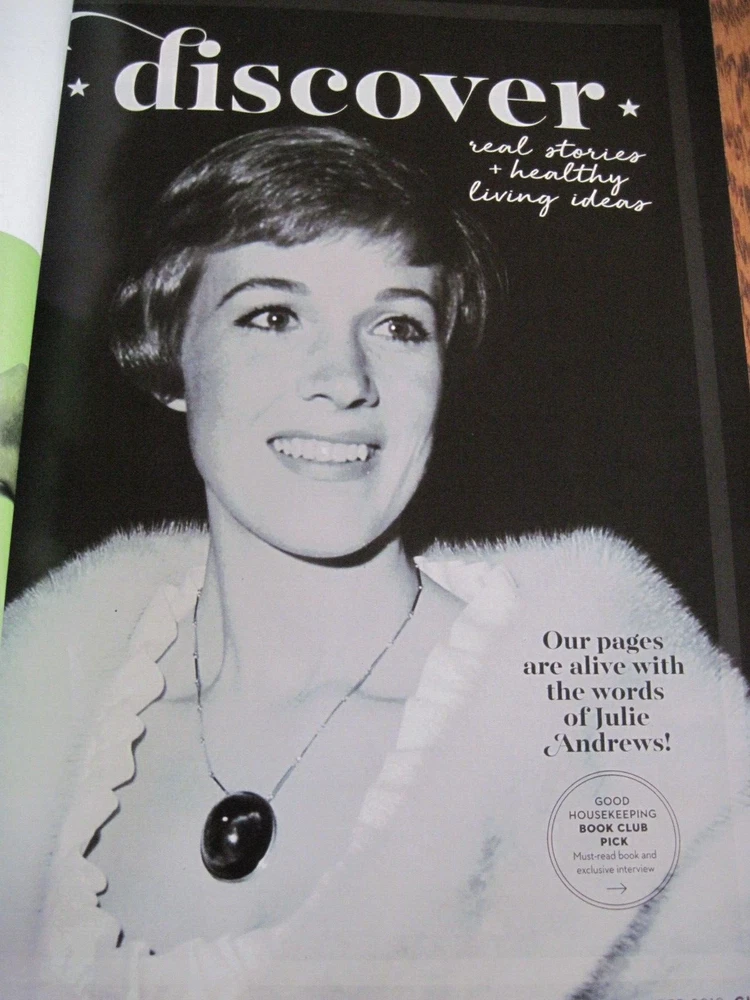 discover
real stories
+ healthy
living ideas
Our pages
are alive with
the words
of Julie
Andrews!
GOOD
HOUSEKEEPING
BOOK CLUB
PICK
Must-read book and
exclusive interview